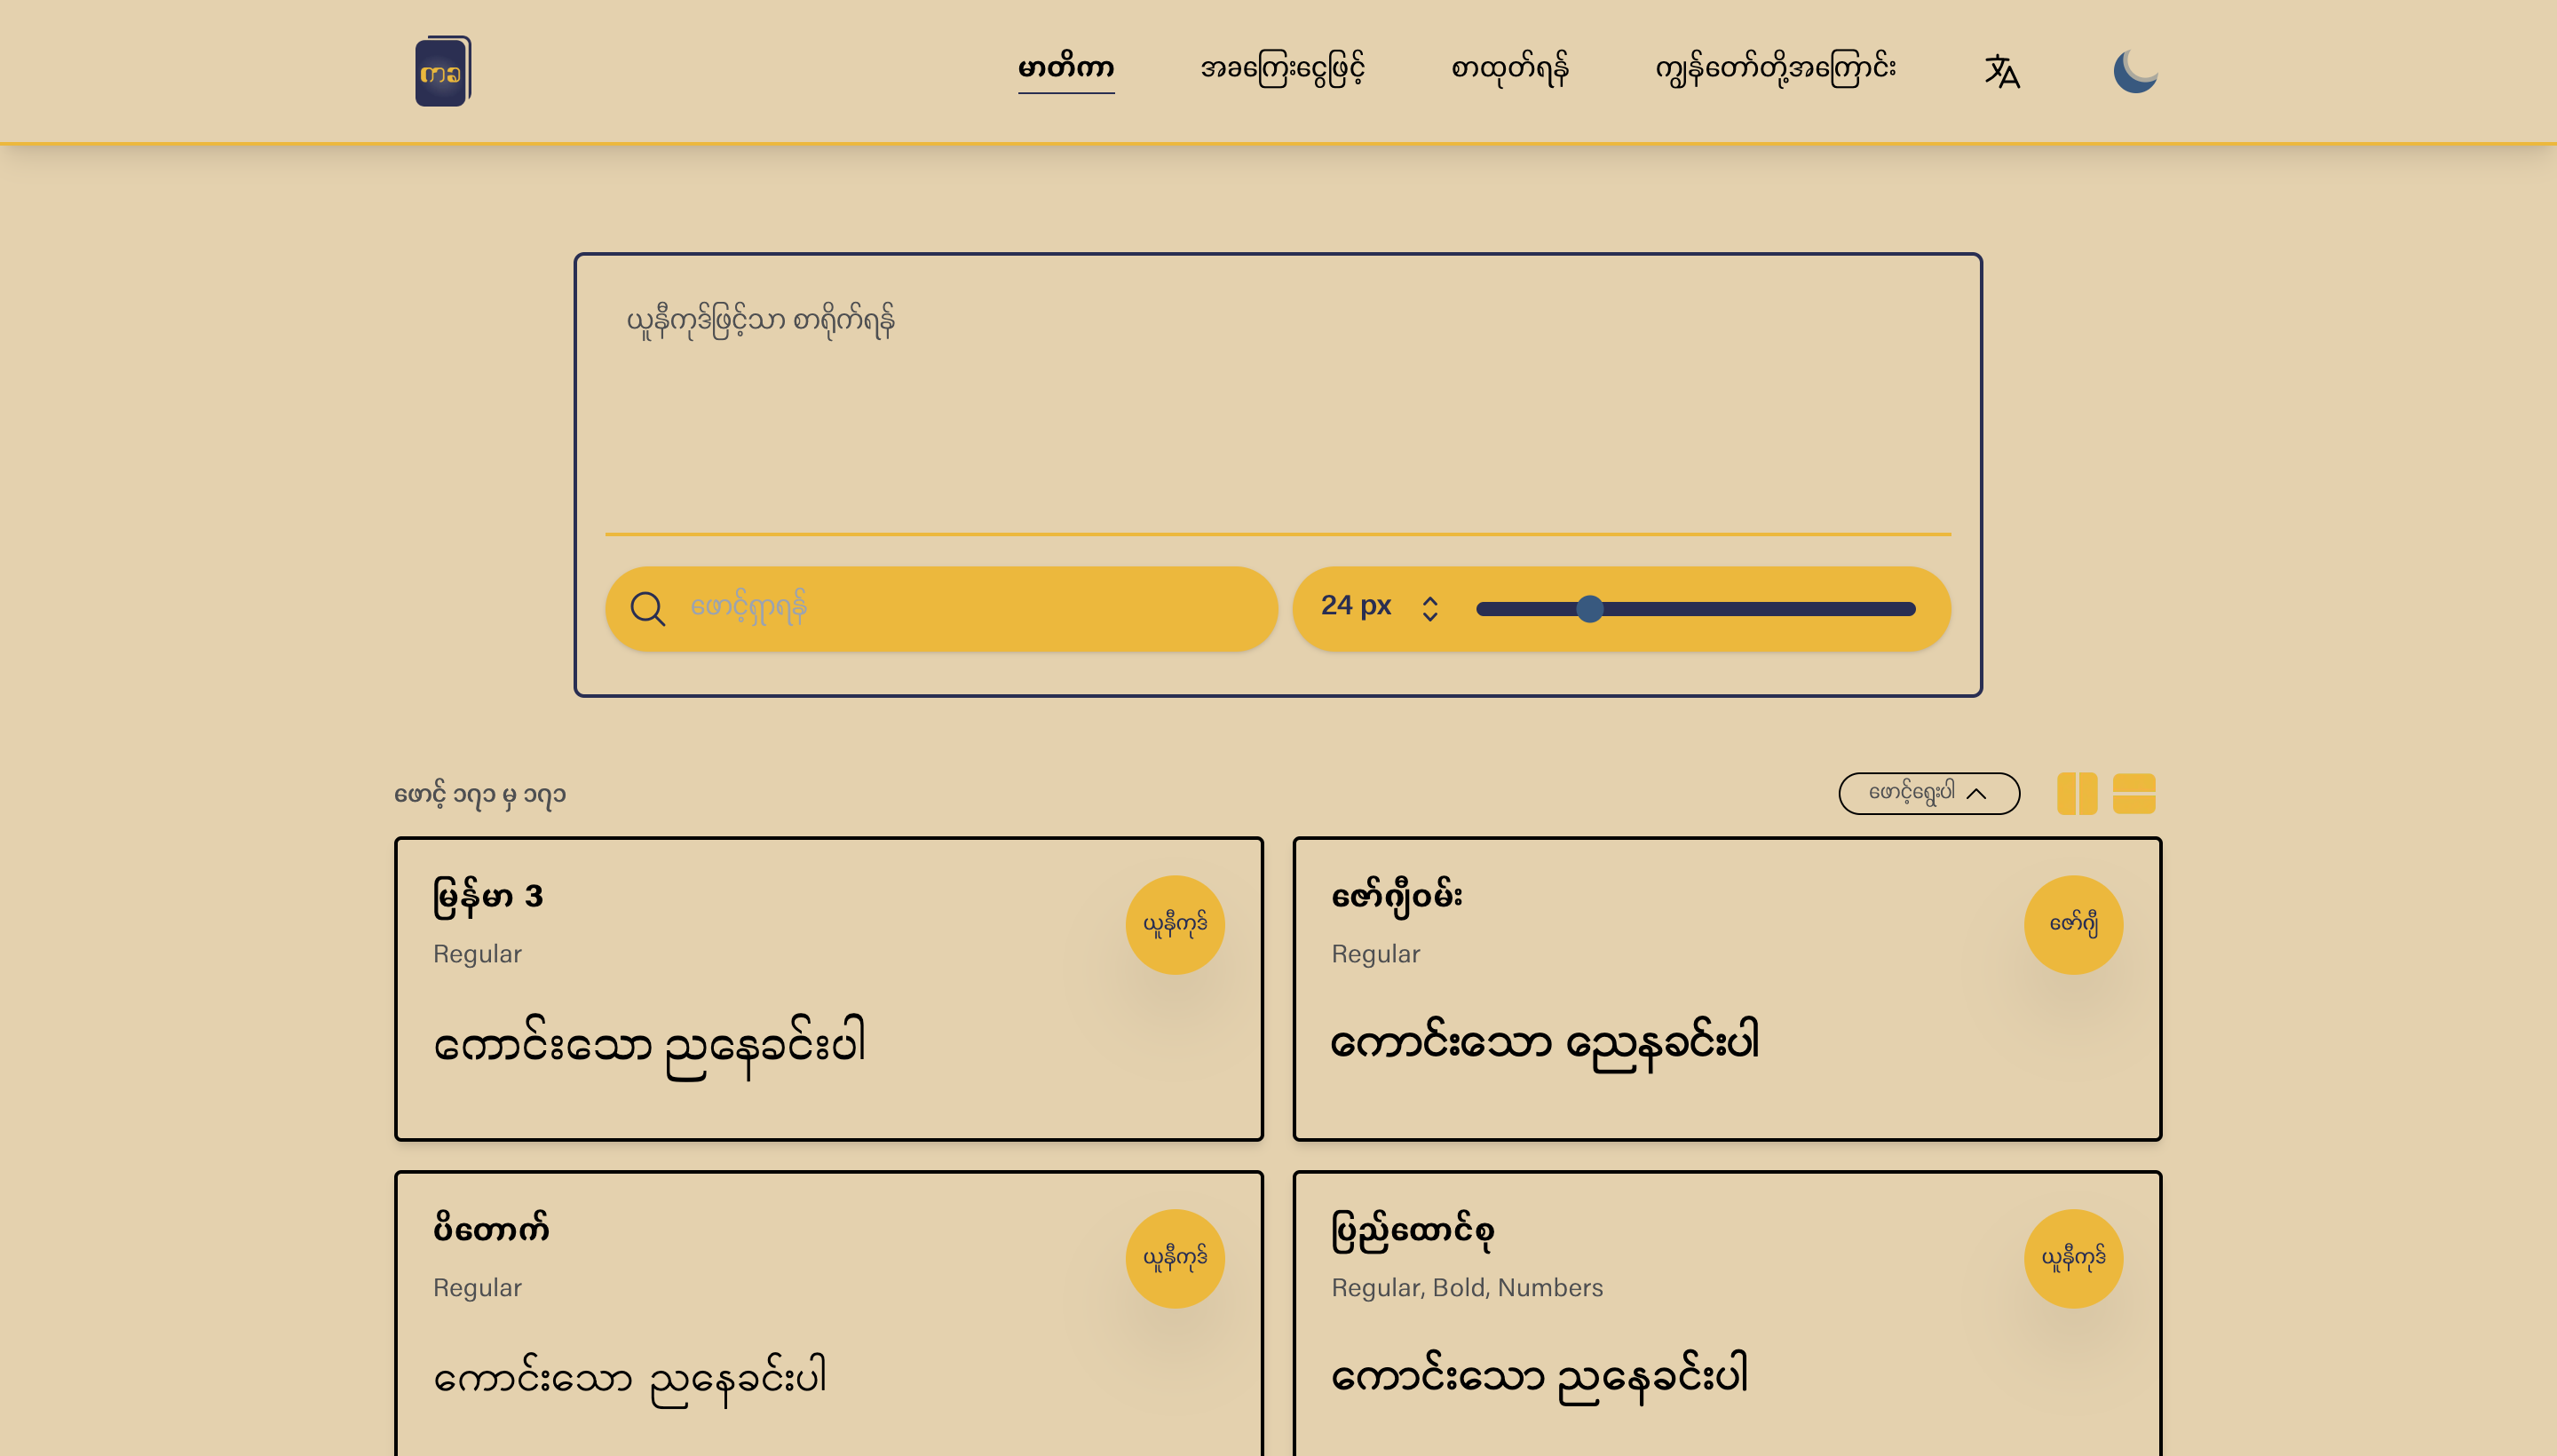 ကခ
မာတိကာ
အခကြေးငွေဖြင့်
စာထုတ်ရန်
ကျွန်တော်တို့အကြောင်း
ယူနီကုဒ်ဖြင့်သာ စာရိုက်ရန်
ဖောင့်ရှာရန်
24 px
ဖောင့် ၁၇၁ မှ ၁၇၁
ဖောင့်ရွေးပါ
မြန်မာ 3
Regular
ယူနီကုဒ်
ကောင်းသော ညနေခင်းပါ
ဇော်ဂျီဝမ်း
Regular
ဇော်ဂျီ
ကောင်းသော ညေနခင်းပါ
ပိတောက်
Regular
ယူနီကုဒ်
ကောင်းသော ညနေခင်းပါ
ပြည်ထောင်စု
Regular, Bold, Numbers
ယူနီကုဒ်
ကောင်းသော ညနေခင်းပါ